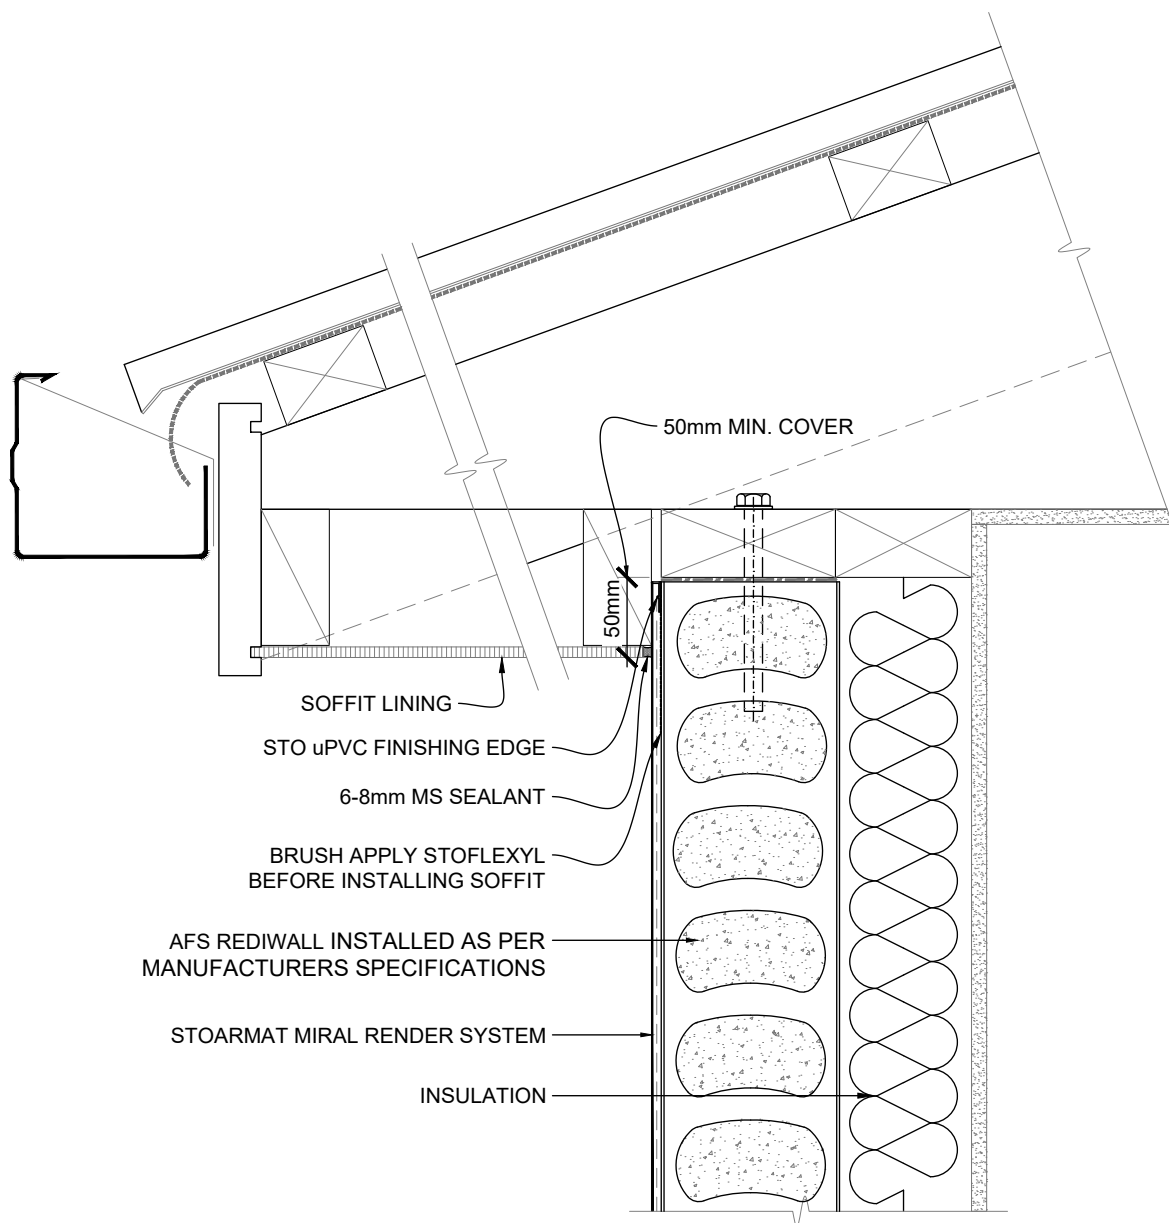 50mm MIN. COVER
50mm
SOFFIT LINING
STO uPVC FINISHING EDGE
6-8mm MS SEALANT
BRUSH APPLY STOFLEXYL
BEFORE INSTALLING SOFFIT
AFS REDIWALL INSTALLED AS PER
MANUFACTURERS SPECIFICATIONS
STOARMAT MIRAL RENDER SYSTEM
INSULATION